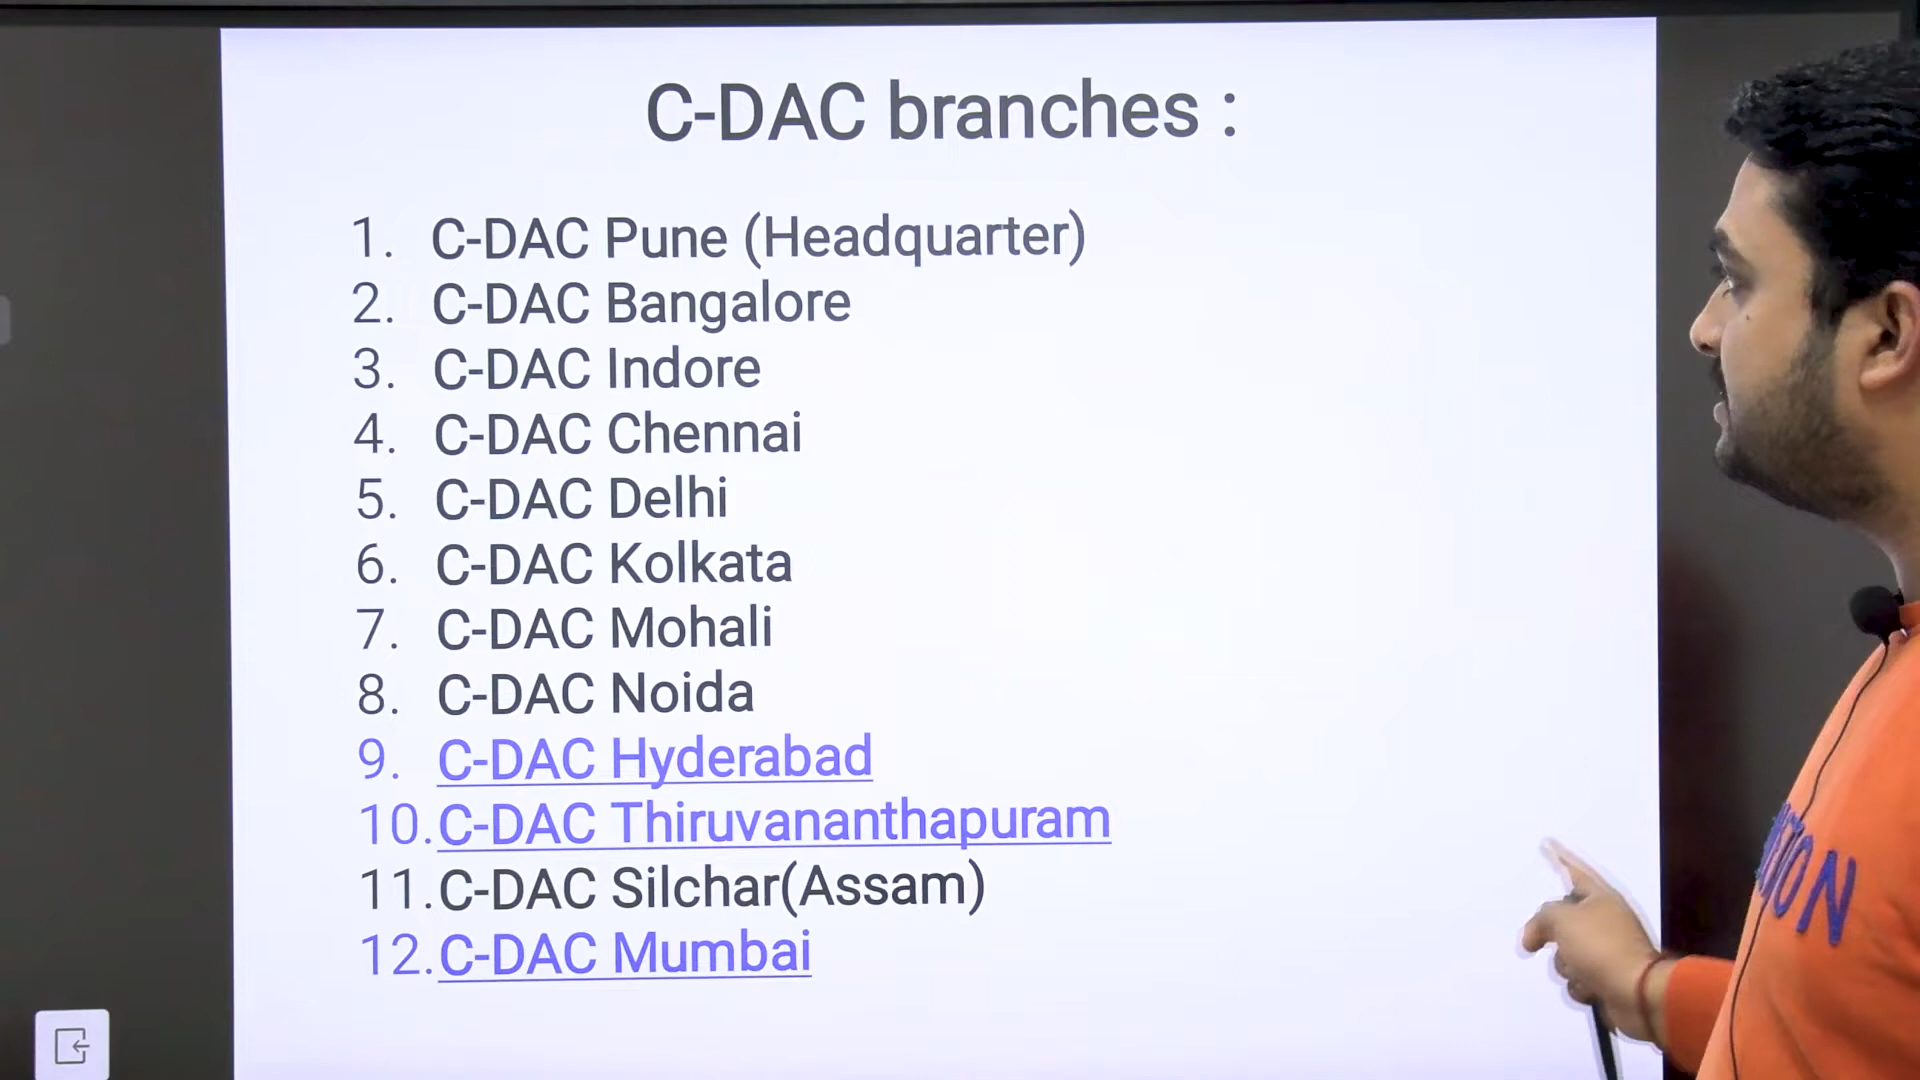 C-DAC branches :
1. C-DAC Pune (Headquarter)
2. C-DAC Bangalore
3. C-DAC Indore
4. C-DAC Chennai
5. C-DAC Delhi
6. C-DAC Kolkata
7. C-DAC Mohali
8. C-DAC Noida
9. C-DAC Hyderabad
10. C-DAC Thiruvananthapuram
11. C-DAC Silchar(Assam)
12. C-DAC Mumbai